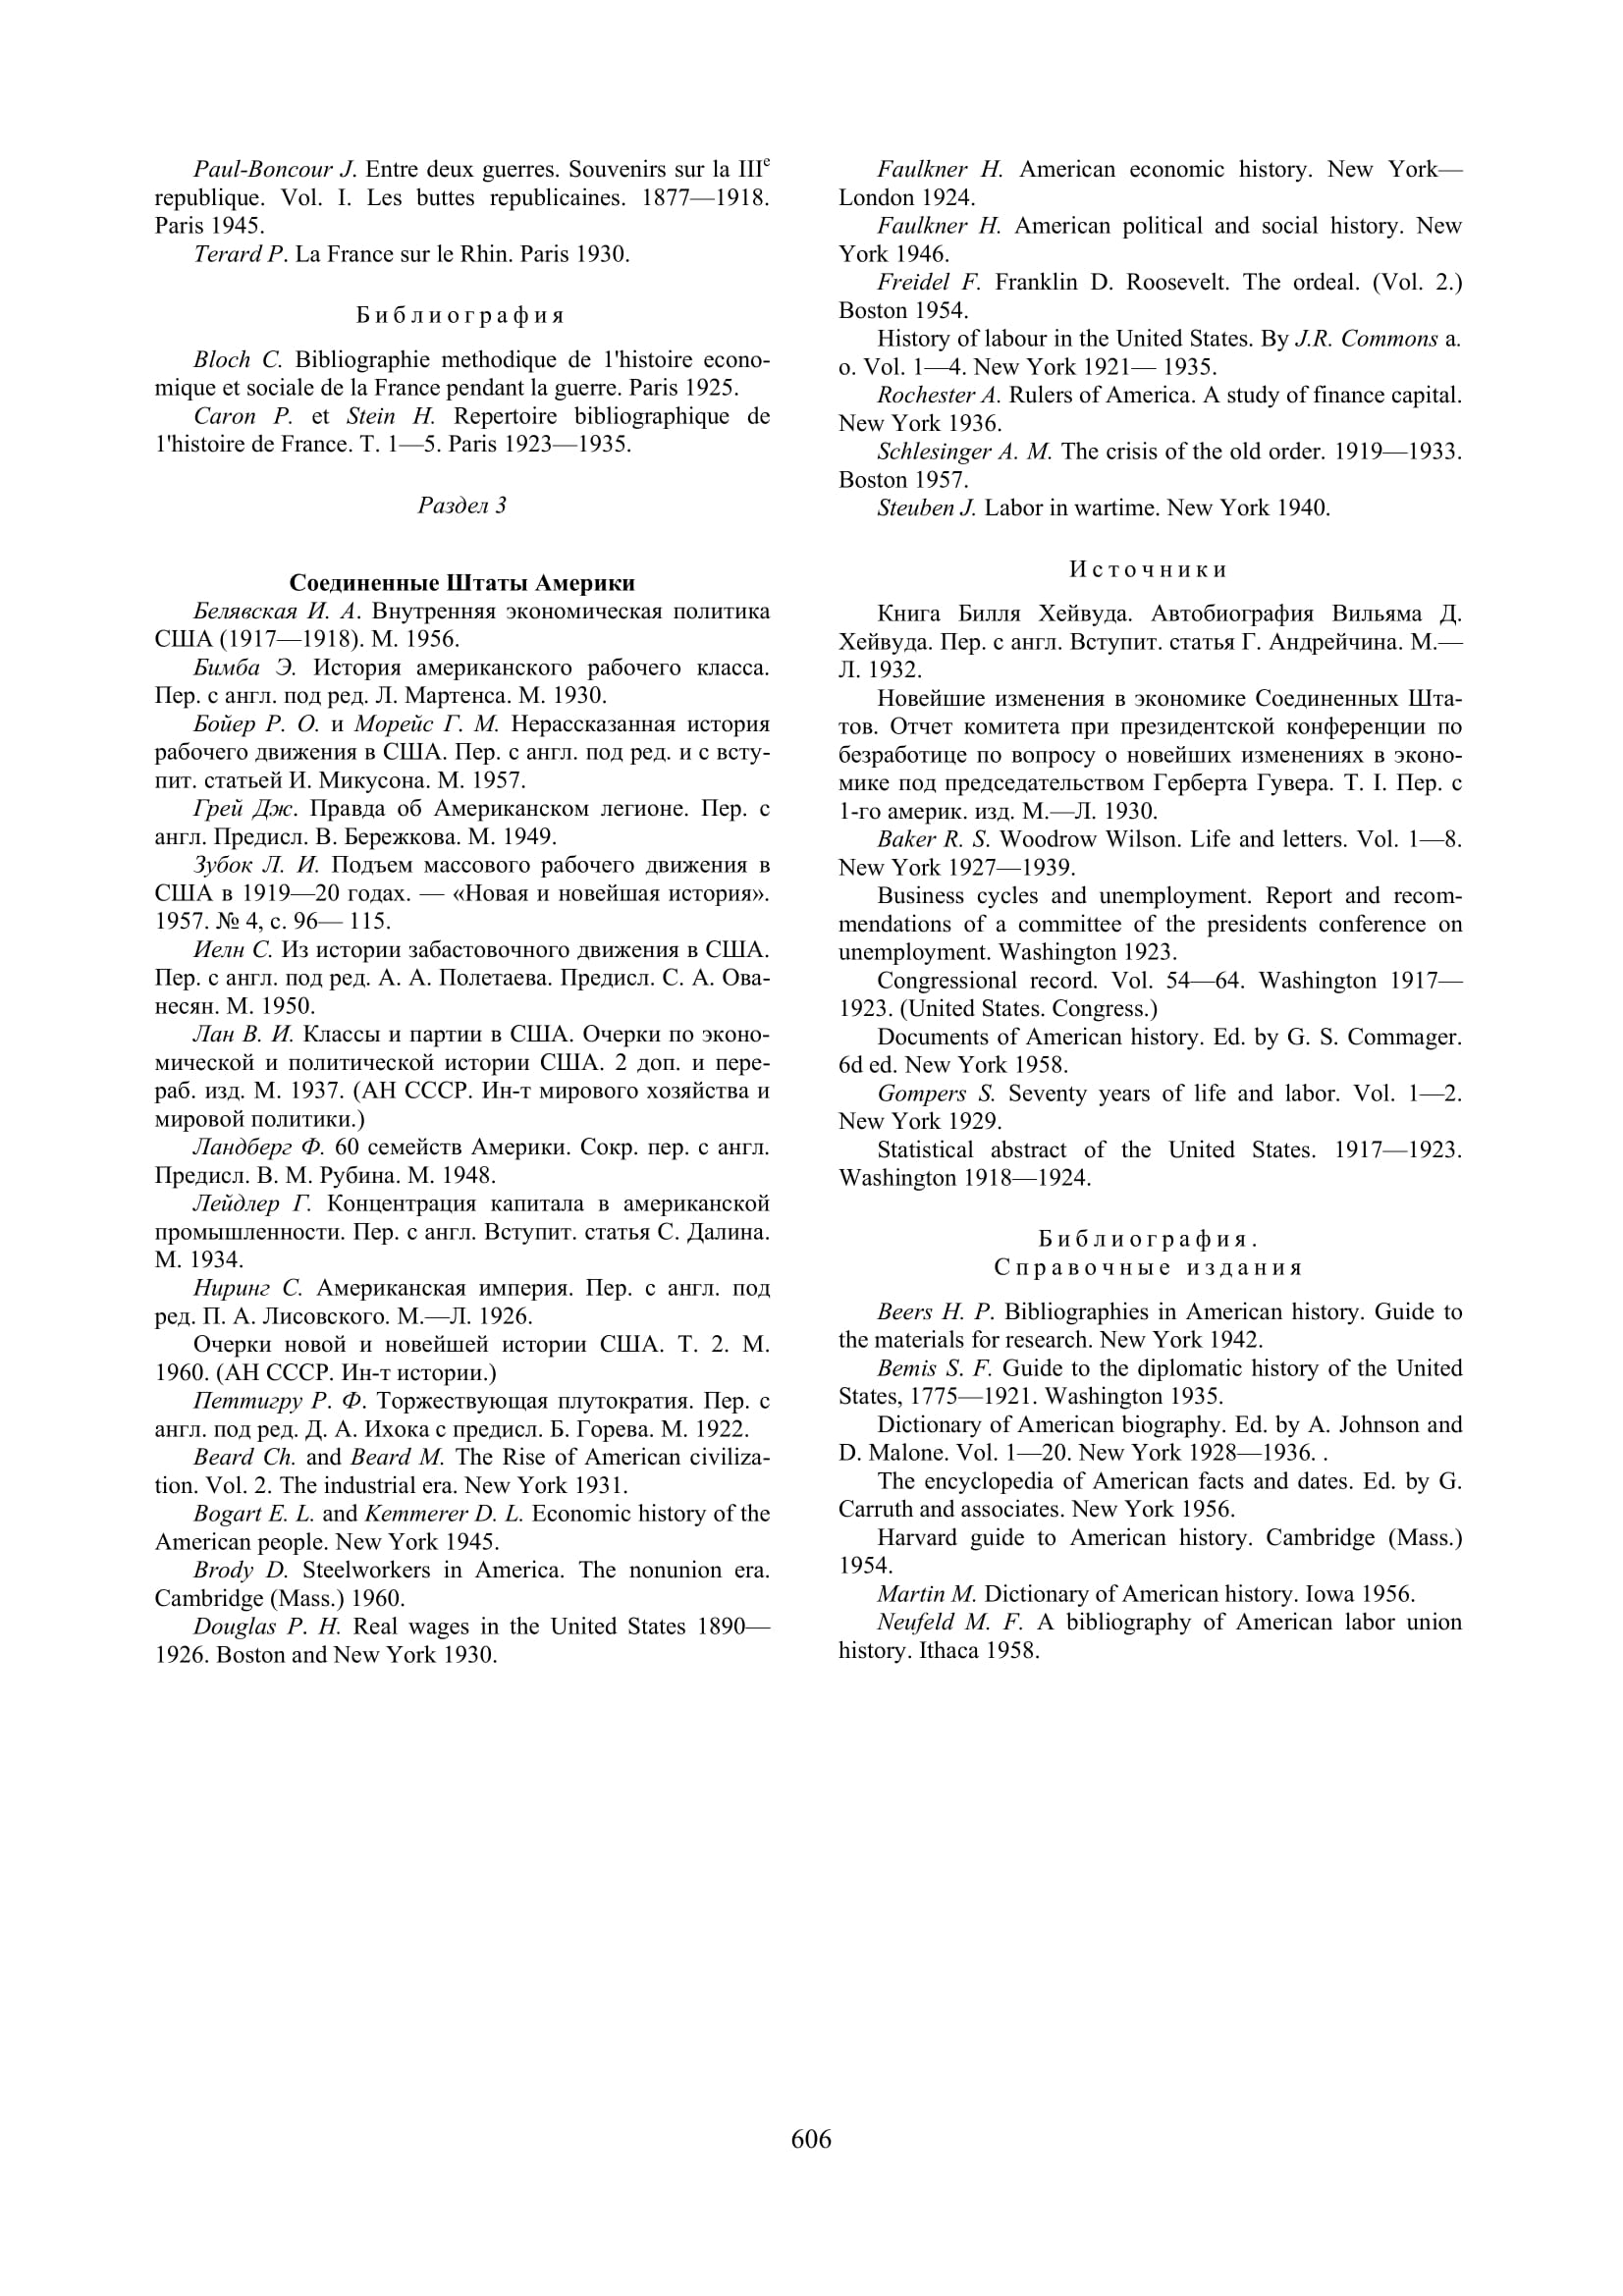 Paul-Boncour J. Entre deux guerres. Souvenirs sur la IIIe
republique. Vol. I. Les buttes republicaines. 1877—1918.
Paris 1945.
Terard P. La France sur le Rhin. Paris 1930.
Библиография
Bloch C. Bibliographie methodique de 1'histoire econo-
mique et sociale de la France pendant la guerre. Paris 1925.
Caron P. et Stein H. Repertoire bibliographique de
1'histoire de France. T. 1—5. Paris 1923—1935.
Раздел 3
Соединенные Штаты Америки
Белявская И. А. Внутренняя экономическая политика
США (1917—1918). М. 1956.
Бимба Э. История американского рабочего класса.
Пер. с англ. под ред. Л. Мартенса. М. 1930.
Бойер Р. О. и Морейс Г. М. Нерассказанная история
рабочего движения в США. Пер. с англ. под ред. и с всту-
пит. статьей И. Микусона. М. 1957.
Грей Дж. Правда об Американском легионе. Пер. с
англ. Предисл. В. Бережкова. М. 1949.
Зубок Л. И. Подъем массового рабочего движения в
США в 1919—20 годах. — «Новая и новейшая история».
1957. № 4, с. 96— 115.
Иелн С. Из истории забастовочного движения в США.
Пер. с англ. под ред. А. А. Полетаева. Предисл. С. А. Ова-
несян. М. 1950.
Лан В. И. Классы и партии в США. Очерки по эконо-
мической и политической истории США. 2 доп. и пере-
раб. изд. М. 1937. (АН СССР. Ин-т мирового хозяйства и
мировой политики.)
Ландберг Ф. 60 семейств Америки. Сокр. пер. с англ.
Предисл. В. М. Рубина. М. 1948.
Лейдлер Г. Концентрация капитала в американской
промышленности. Пер. с англ. Вступит. статья С. Далина.
М. 1934.
Ниринг С. Американская империя. Пер. с англ. под
ред. П. А. Лисовского. М.—Л. 1926.
Очерки новой и новейшей истории США. Т. 2. М.
1960. (АН СССР. Ин-т истории.)
Петтигру Р. Ф. Торжествующая плутократия. Пер. с
англ. под ред. Д. А. Ихока с предисл. Б. Горева. М. 1922.
Beard Ch. and Beard M. The Rise of American civiliza-
tion. Vol. 2. The industrial era. New York 1931.
Bogart E. L. and Kemmerer D. L. Economic history of the
American people. New York 1945.
Brody D. Steelworkers in America. The nonunion era.
Cambridge (Mass.) 1960.
Douglas P. H. Real wages in the United States 1890—
1926. Boston and New York 1930.
Faulkner H. American economic history. New York—
London 1924.
Faulkner H. American political and social history. New
York 1946.
Freidel F. Franklin D. Roosevelt. The ordeal. (Vol. 2.)
Boston 1954.
History of labour in the United States. By J.R. Commons a.
o. Vol. 1—4. New York 1921— 1935.
Rochester A. Rulers of America. A study of finance capital.
New York 1936.
Schlesinger A. M. The crisis of the old order. 1919—1933.
Boston 1957.
Steuben J. Labor in wartime. New York 1940.
Источники
Книга Билля Хейвуда. Автобиография Вильяма Д.
Хейвуда. Пер. с англ. Вступит. статья Г. Андрейчина. М.—
Л. 1932.
Новейшие изменения в экономике Соединенных Шта-
тов. Отчет комитета при президентской конференции по
безработице по вопросу о новейших изменениях в эконо-
мике под председательством Герберта Гувера. Т. I. Пер. с
1-го америк. изд. М.—Л. 1930.
Baker R. S. Woodrow Wilson. Life and letters. Vol. 1—8.
New York 1927—1939.
Business cycles and unemployment. Report and recom-
mendations of a committee of the presidents conference on
unemployment. Washington 1923.
Congressional record. Vol. 54—64. Washington 1917—
1923. (United States. Congress.)
Documents of American history. Ed. by G. S. Commager.
6d ed. New York 1958.
Gompers S. Seventy years of life and labor. Vol. 1—2.
New York 1929.
Statistical abstract of the United States. 1917—1923.
Washington 1918—1924.
Библиография.
Справочные издания
Beers H. P. Bibliographies in American history. Guide to
the materials for research. New York 1942.
Bemis S. F. Guide to the diplomatic history of the United
States, 1775—1921. Washington 1935.
Dictionary of American biography. Ed. by A. Johnson and
D. Malone. Vol. 1—20. New York 1928—1936. .
The encyclopedia of American facts and dates. Ed. by G.
Carruth and associates. New York 1956.
Harvard guide to American history. Cambridge (Mass.)
1954.
Martin M. Dictionary of American history. Iowa 1956.
Neufeld M. F. A bibliography of American labor union
history. Ithaca 1958.
606